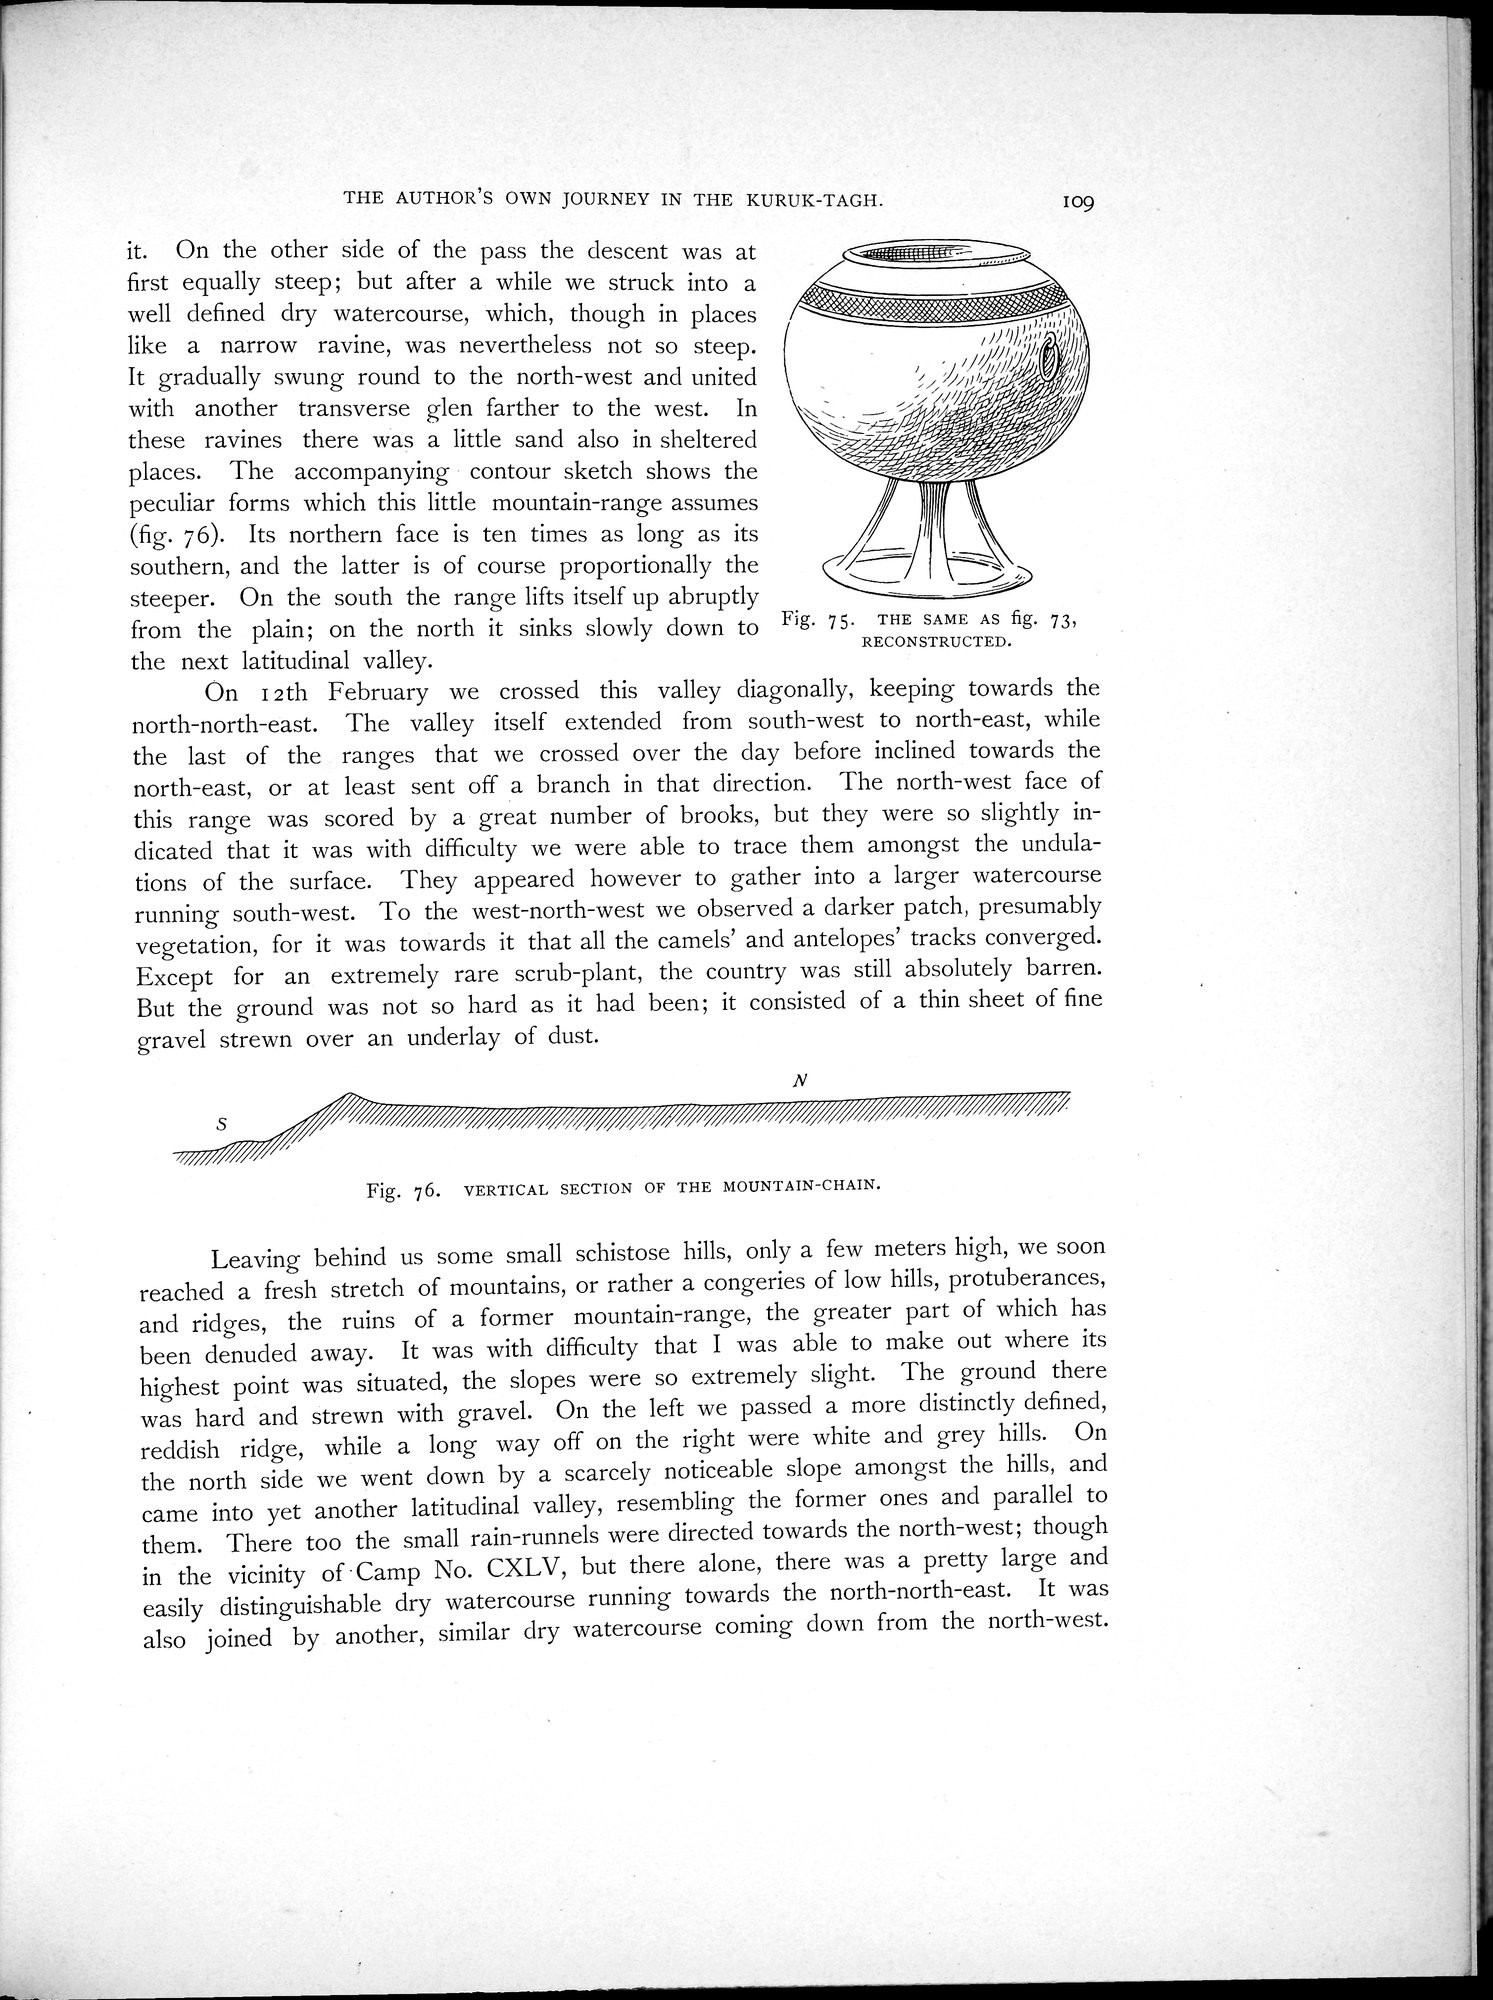 THE AUTHOR'S OWN JOURNEY IN THE KURUK-TAGH. 109
it. On the other side of the pass the descent was at
first equally steep; but after a while we struck into a
well defined dry watercourse, which, though in places
like a narrow ravine, was nevertheless not so steep.
It gradually swung round to the north-west and united
with another transverse glen farther to the west. In
these ravines there was a little sand also in sheltered
places. The accompanying contour sketch shows the
peculiar forms which this little mountain-range assumes
(fig. 76). Its northern face is ten times as long as its
southern, and the latter is of course proportionally the
steeper. On the south the range lifts itself up abruptly
from the plain; on the north it sinks slowly down to
the next latitudinal valley.
Fig. 75. THE SAME AS fig. 73,
RECONSTRUCTED.
On 12th February we crossed this valley diagonally, keeping towards the
north-north-east. The valley itself extended from south-west to north-east, while
the last of the ranges that we crossed over the day before inclined towards the
north-east, or at least sent off a branch in that direction. The north-west face of
this range was scored by a great number of brooks, but they were so slightly in-
dicated that it was with difficulty we were able to trace them amongst the undula-
tions of the surface. They appeared however to gather into a larger watercourse
running south-west. To the west-north-west we observed a darker patch, presumably
vegetation, for it was towards it that all the camels' and antelopes' tracks converged.
Except for an extremely rare scrub-plant, the country was still absolutely barren.
But the ground was not so hard as it had been; it consisted of a thin sheet of fine
gravel strewn over an underlay of dust.
N
S
Fig. 76. VERTICAL SECTION OF THE MOUNTAIN-CHAIN.
Leaving behind us some small schistose hills, only a few meters high, we soon
reached a fresh stretch of mountains, or rather a congeries of low hills, protuberances,
and ridges, the ruins of a former mountain-range, the greater part of which has
been denuded away. It was with difficulty that I was able to make out where its
highest point was situated, the slopes were so extremely slight. The ground there
was hard and strewn with gravel. On the left we passed a more distinctly defined,
reddish ridge, while a long way off on the right were white and grey hills. On
the north side we went down by a scarcely noticeable slope amongst the hills, and
came into yet another latitudinal valley, resembling the former ones and parallel to
them. There too the small rain-runnels were directed towards the north-west; though
in the vicinity of Camp No. CXLV, but there alone, there was a pretty large and
easily distinguishable dry watercourse running towards the north-north-east. It was
also joined by another, similar dry watercourse coming down from the north-west.